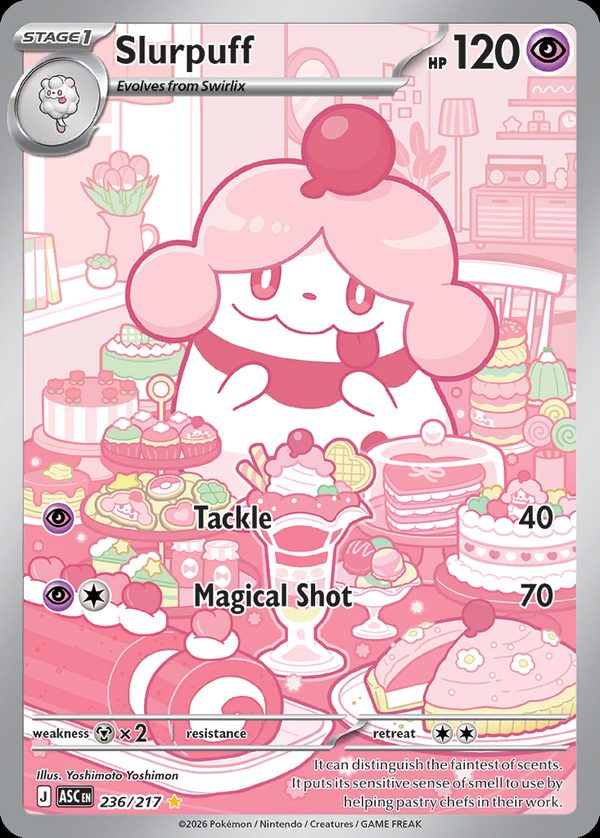 STAGE 1
Slurpuff
HP 120
Evolves from Swirlix
Tackle 40
Magical Shot 70
weakness ×2 resistance retreat
Illus. Yoshimoto Yoshimon
J ASC EN 236/217
It can distinguish the faintest of scents.
It puts its sensitive sense of smell to use by
helping pastry chefs in their work.
©2026 Pokémon / Nintendo / Creatures / GAME FREAK